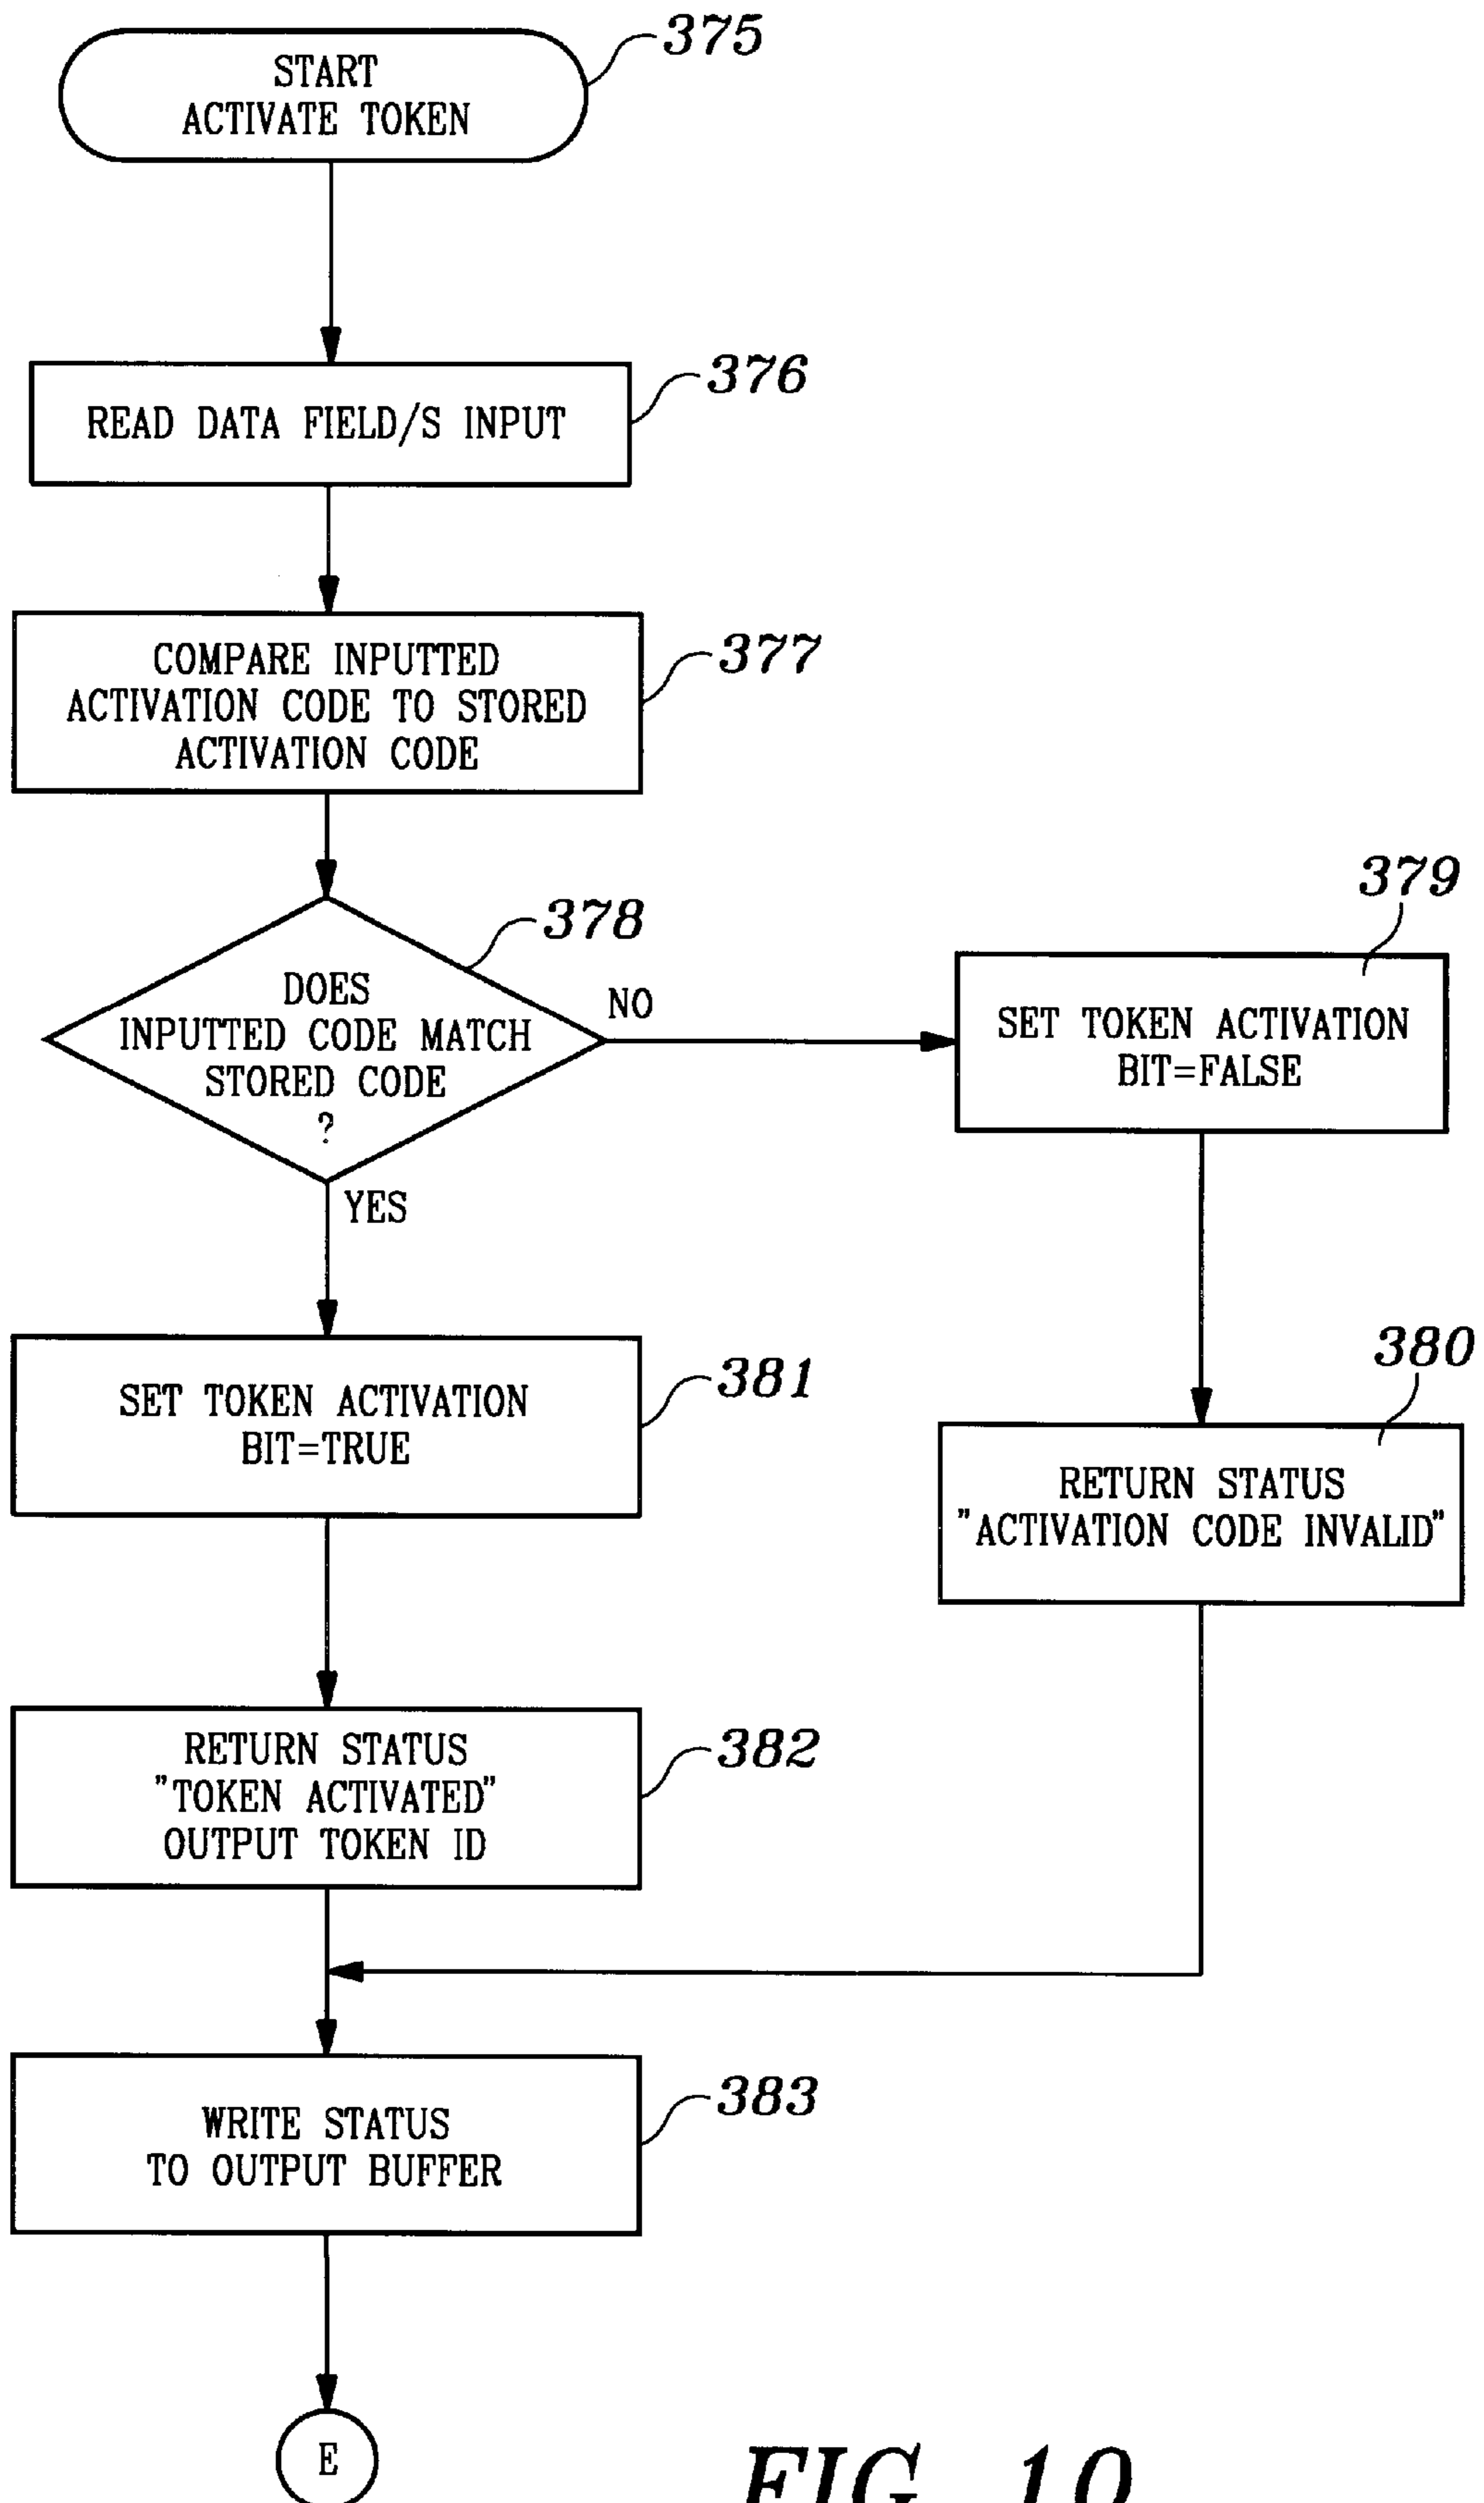 375
START
ACTIVATE TOKEN
376
READ DATA FIELD/S INPUT
377
COMPARE INPUTTED
ACTIVATION CODE TO STORED
ACTIVATION CODE
378
DOES
INPUTTED CODE MATCH
STORED CODE
?
NO
YES
379
SET TOKEN ACTIVATION
BIT=FALSE
380
RETURN STATUS
"ACTIVATION CODE INVALID"
381
SET TOKEN ACTIVATION
BIT=TRUE
382
RETURN STATUS
"TOKEN ACTIVATED"
OUTPUT TOKEN ID
383
WRITE STATUS
TO OUTPUT BUFFER
E
FIG. 10